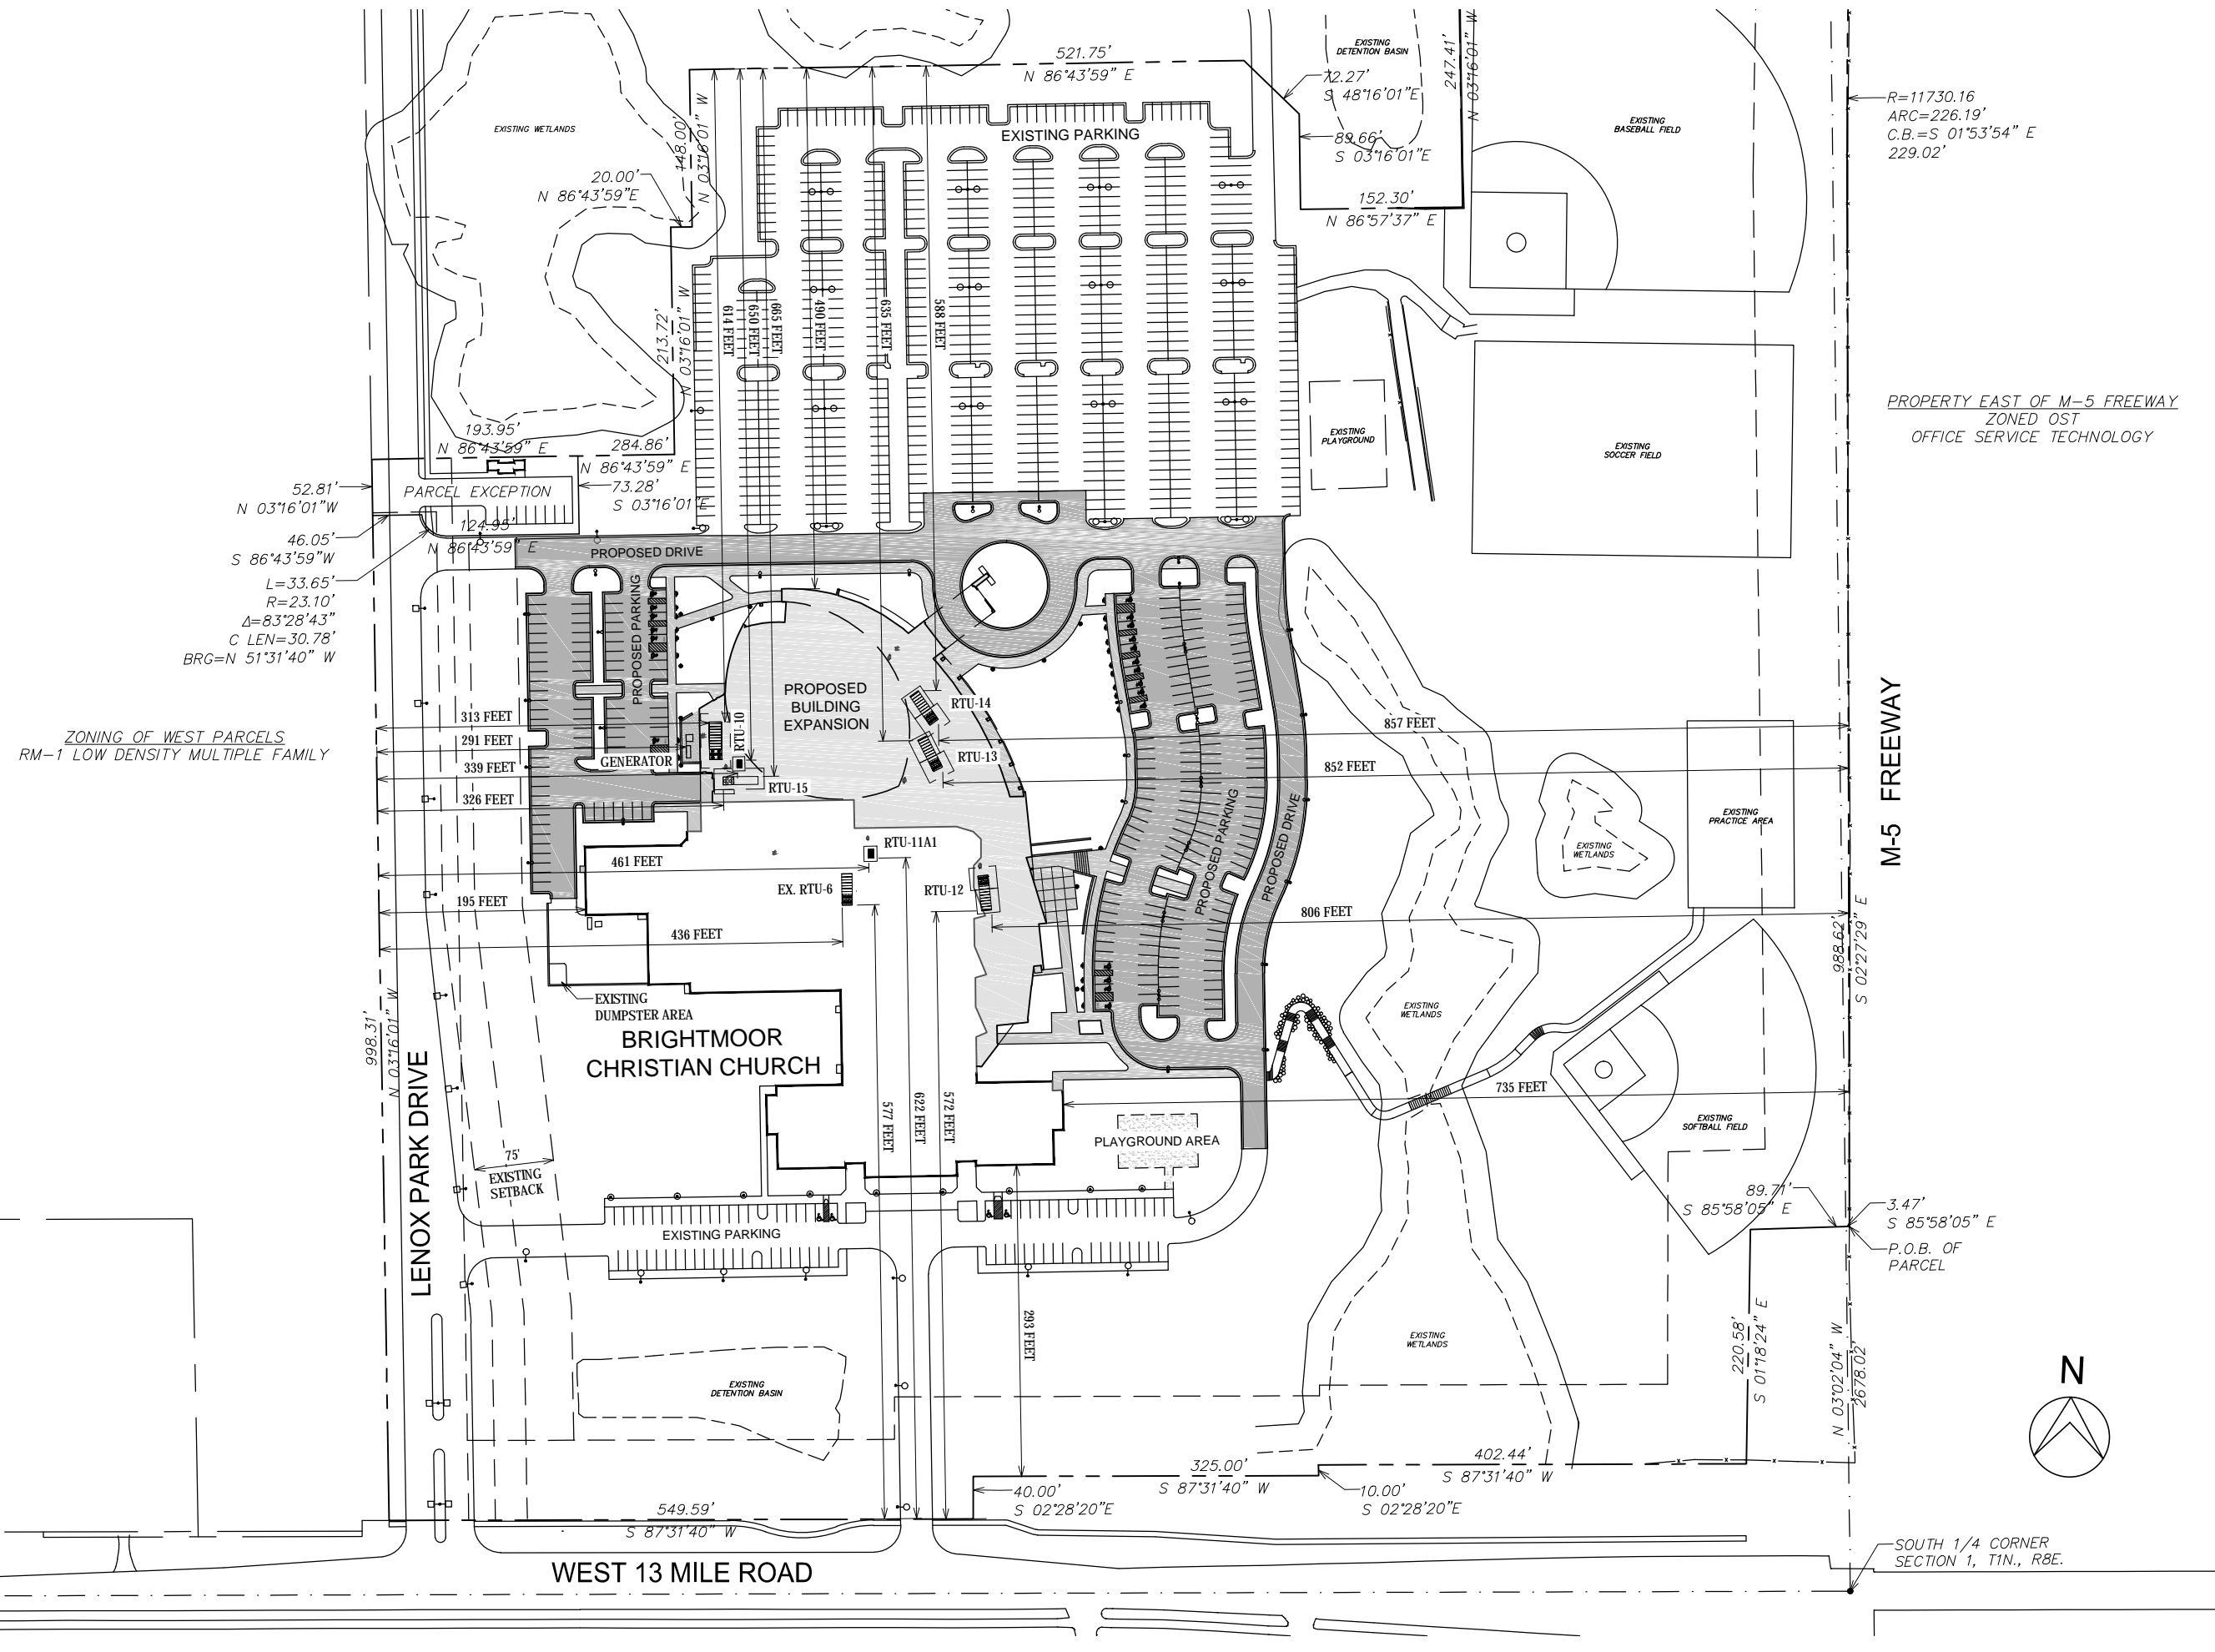 521.75'
N 86°43'59" E
72.27'
S 48°16'01"E
89.66'
S 03°16'01"E
152.30'
N 86°57'37" E
247.41'
N 03°16'01" W
EXISTING
DETENTION BASIN
EXISTING
BASEBALL FIELD
R=11730.16
ARC=226.19'
C.B.=S 01°53'54" E
229.02'
EXISTING WETLANDS
148.00'
N 03°16'01" W
20.00'
N 86°43'59"E
EXISTING PARKING
213.72'
N 03°16'01" W
614 FEET
650 FEET
665 FEET
490 FEET
635 FEET
588 FEET
EXISTING
PLAYGROUND
EXISTING
SOCCER FIELD
PROPERTY EAST OF M-5 FREEWAY
ZONED OST
OFFICE SERVICE TECHNOLOGY
193.95'
N 86°43'59" E
284.86'
N 86°43'59" E
73.28'
S 03°16'01"E
PARCEL EXCEPTION
124.95'
N 86°43'59" E
52.81'
N 03°16'01"W
46.05'
S 86°43'59"W
L=33.65'
R=23.10'
Δ=83°28'43"
C LEN=30.78'
BRG=N 51°31'40" W
PROPOSED DRIVE
PROPOSED PARKING
PROPOSED
BUILDING
EXPANSION
RTU-14
RTU-10
RTU-13
RTU-15
GENERATOR
313 FEET
291 FEET
339 FEET
326 FEET
ZONING OF WEST PARCELS
RM-1 LOW DENSITY MULTIPLE FAMILY
857 FEET
852 FEET
M-5 FREEWAY
EXISTING
PRACTICE AREA
EXISTING
WETLANDS
PROPOSED PARKING
PROPOSED DRIVE
RTU-11A1
461 FEET
EX. RTU-6
RTU-12
195 FEET
436 FEET
806 FEET
988.62'
S 02°27'29" E
EXISTING
DUMPSTER AREA
BRIGHTMOOR
CHRISTIAN CHURCH
EXISTING
WETLANDS
998.31'
N 03°16'01" W
LENOX PARK DRIVE
577 FEET
622 FEET
572 FEET
735 FEET
EXISTING
SOFTBALL FIELD
PLAYGROUND AREA
75'
EXISTING
SETBACK
EXISTING PARKING
89.71'
S 85°58'05" E
3.47'
S 85°58'05" E
P.O.B. OF
PARCEL
293 FEET
EXISTING
WETLANDS
220.58'
S 01°18'24" E
N 03°02'04" W
2678.02'
N
EXISTING
DETENTION BASIN
402.44'
S 87°31'40" W
325.00'
S 87°31'40" W
10.00'
S 02°28'20"E
40.00'
S 02°28'20"E
549.59'
S 87°31'40" W
WEST 13 MILE ROAD
SOUTH 1/4 CORNER
SECTION 1, T1N., R8E.